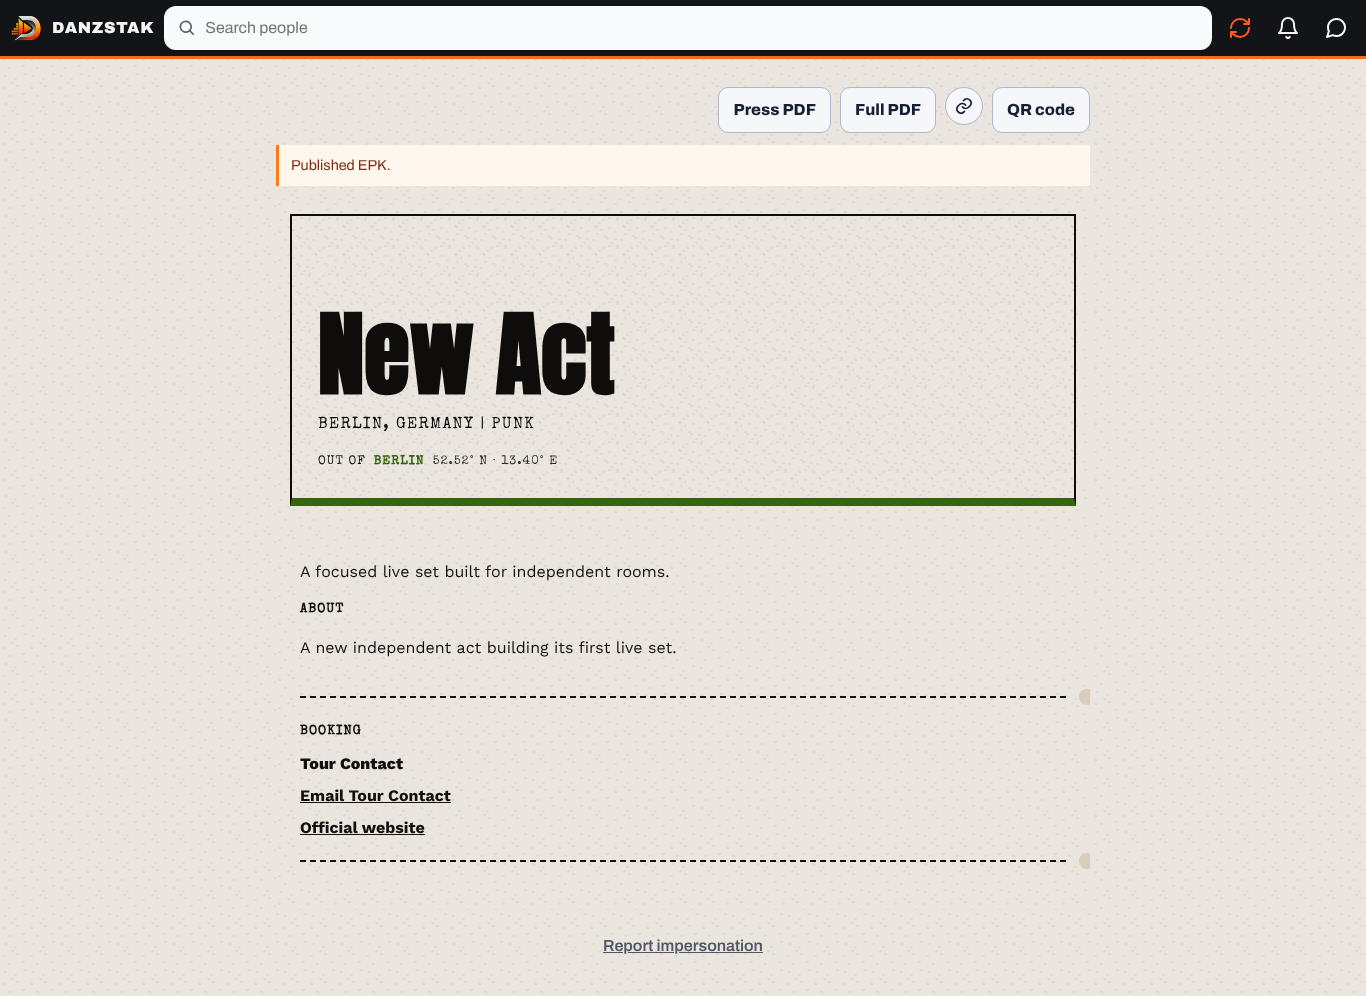 DANZSTAK
Search people
Press PDF
Full PDF
QR code
Published EPK.
New Act
BERLIN, GERMANY | PUNK
OUT OF BERLIN 52.52° N · 13.40° E
A focused live set built for independent rooms.
ABOUT
A new independent act building its first live set.
BOOKING
Tour Contact
Email Tour Contact
Official website
Report impersonation